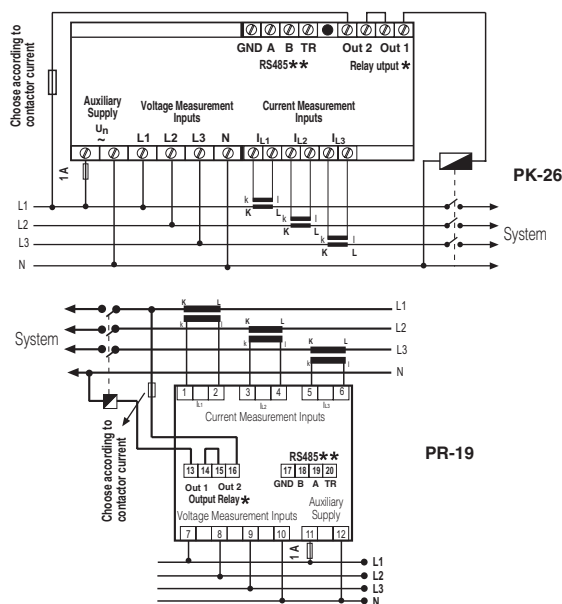 GND A B TR Out 2 Out 1
RS485** Relay utput *
Choose according to
contactor current
Auxiliary
Supply
Un
~
Voltage Measurement
Inputs
Current Measurement
Inputs
L1 L2 L3 N IL1 IL2 IL3
1 A
PK-26
L1
k l k l k l
K L K L K L
L2
L3
N
System
K L K L K L
k l k l k l
L1
L2
L3
N
System
1 2 3 4 5 6
IL1 IL2 IL3
Current Measurement Inputs
Choose according to
contactor current
PR-19
RS485**
13 14 15 16 17 18 19 20
Out 1 Out 2 GND B A TR
Output Relay *
Voltage Measurement Inputs
Auxiliary
Supply
7 8 9 10 11 12
1 A
L1
L2
L3
N